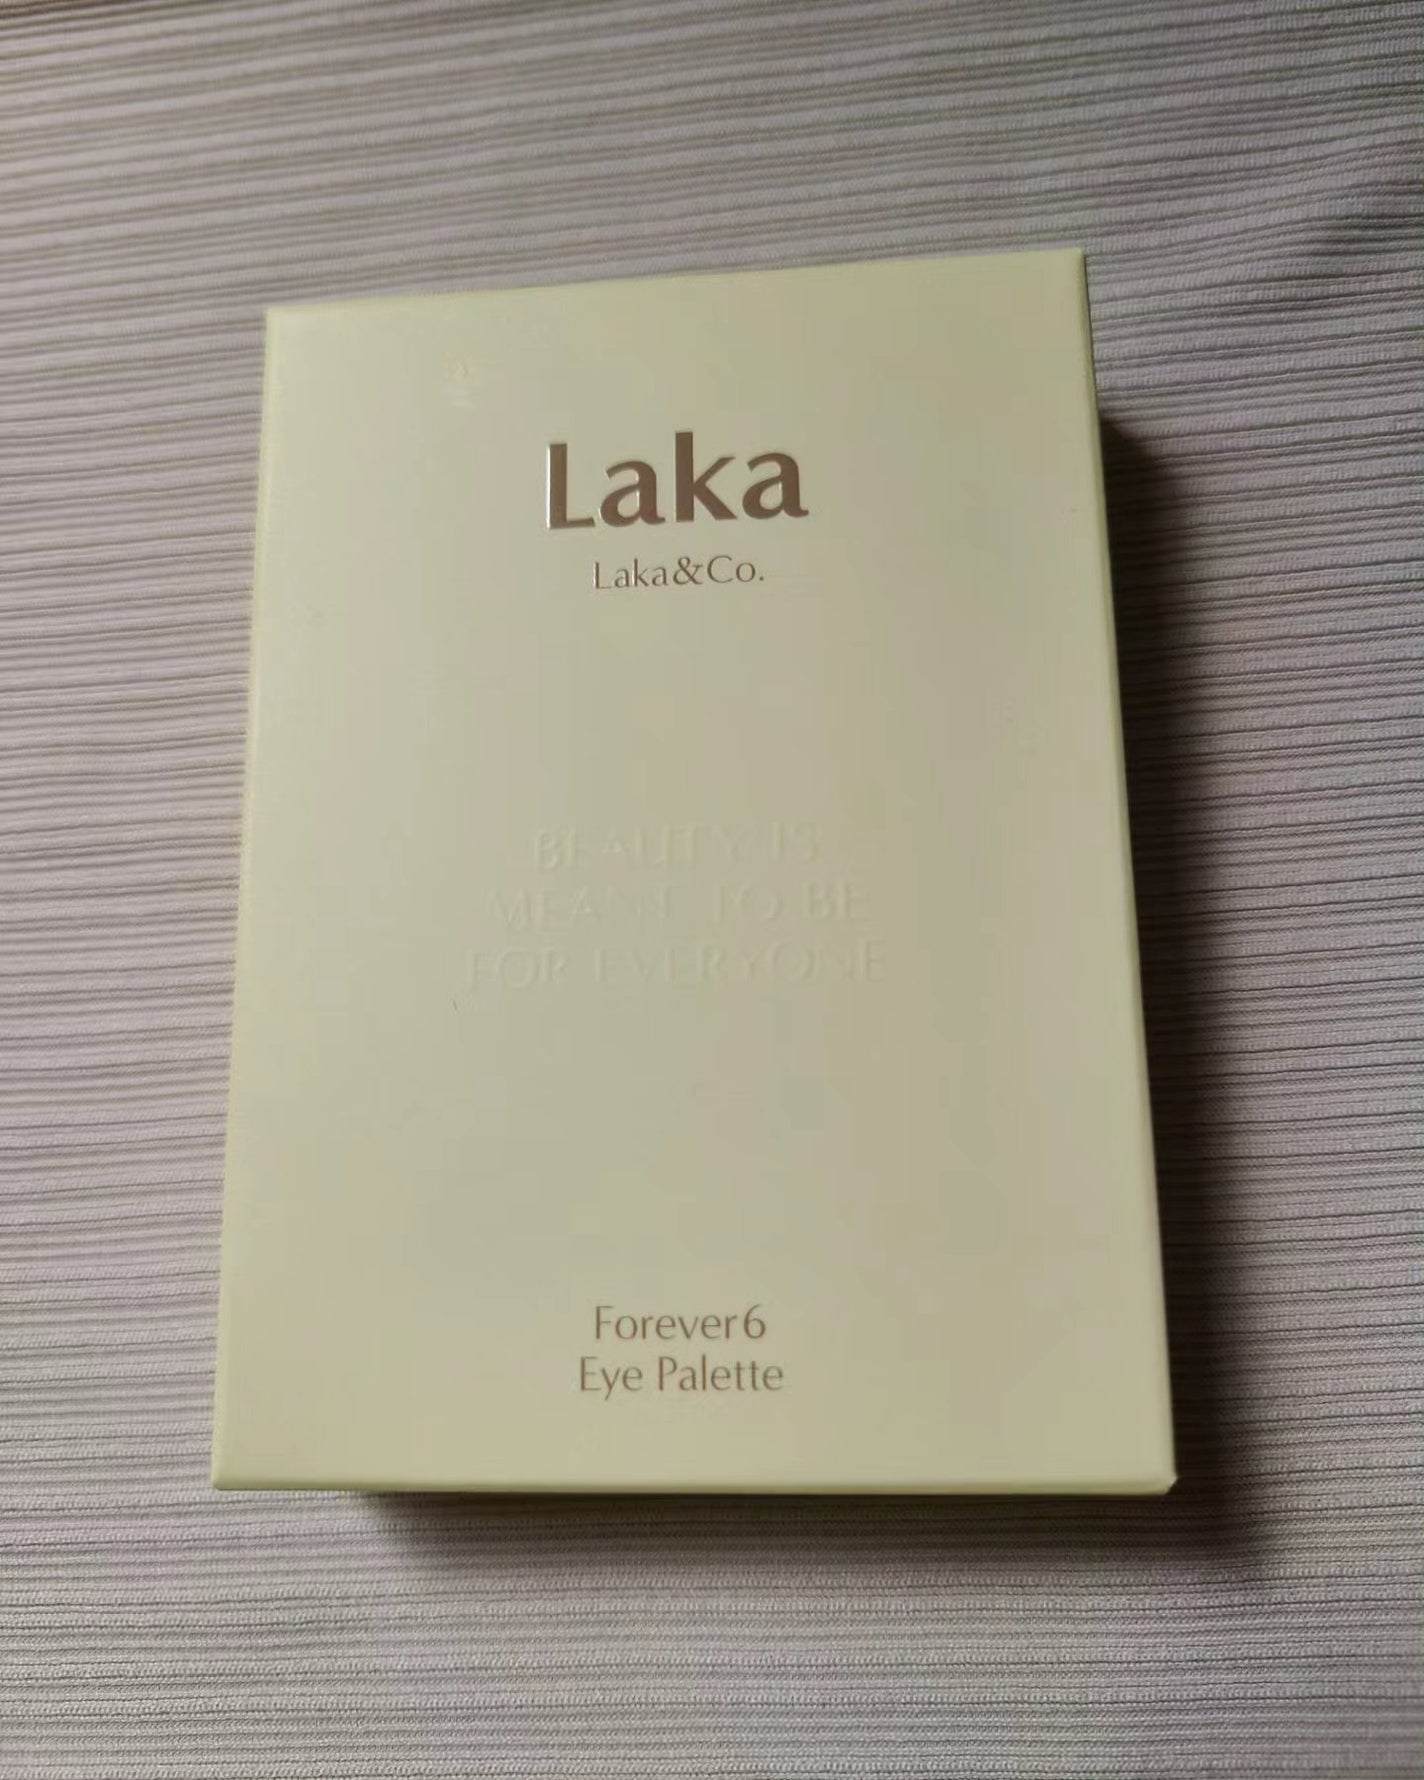 Laka
Laka&Co.
BEAUTY IS
MEANT TO BE
FOR EVERYONE
Forever6
Eye Palette